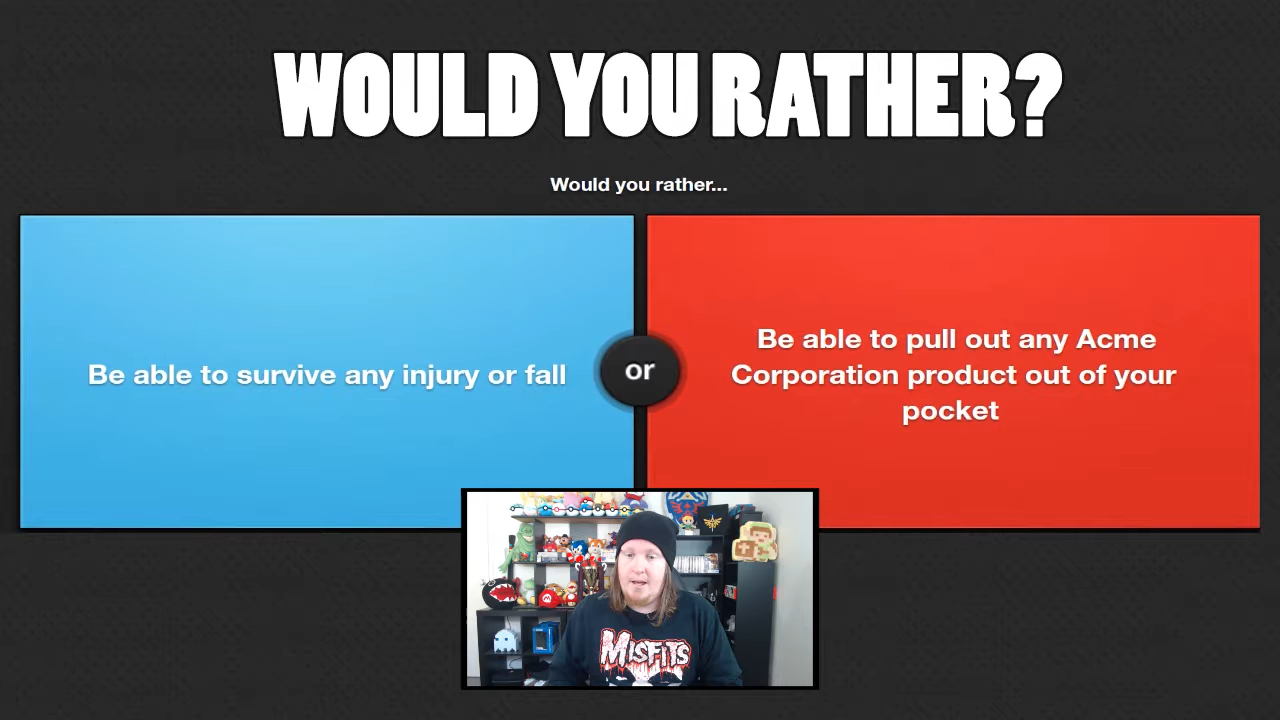 WOULD YOU RATHER?
Would you rather...
Be able to survive any injury or fall
or
Be able to pull out any Acme
Corporation product out of your
pocket
MISFITS